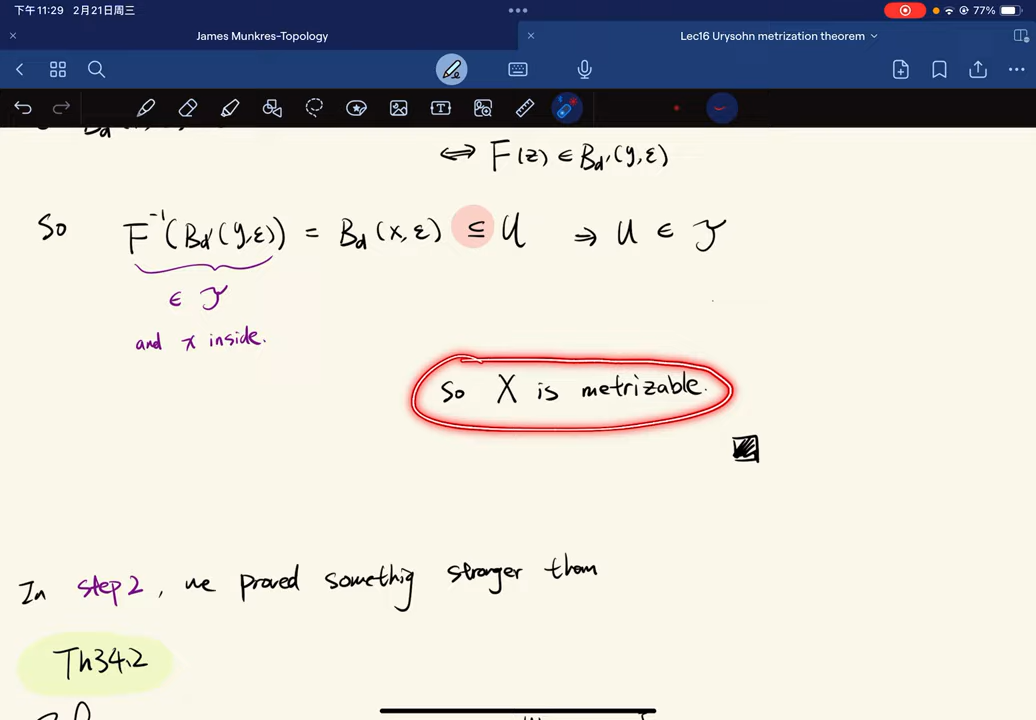 下午11:29 2月21日周三
77%
James Munkres-Topology
Lec16 Urysohn metrization theorem
⟺ F(z) ∈ B_d'(y,ε)
So F⁻¹(B_d'(y,ε)) = B_d(x,ε) ⊆ U ⇒ U ∈ 𝒯
∈ 𝒯
and x inside.
So X is metrizable.
In step 2, we proved somethig stronger than
Th34.2